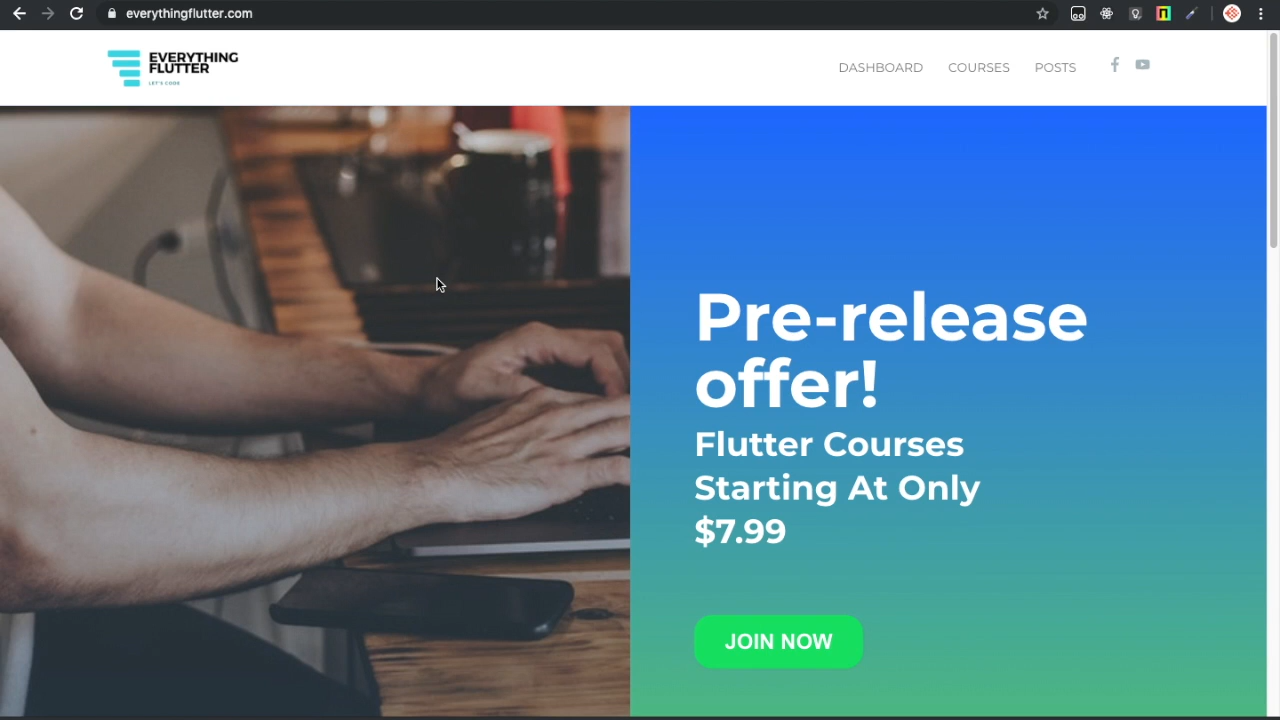 everythingflutter.com
EVERYTHING
FLUTTER
LET'S CODE
DASHBOARD COURSES POSTS
Pre-release
offer!
Flutter Courses
Starting At Only
$7.99
JOIN NOW